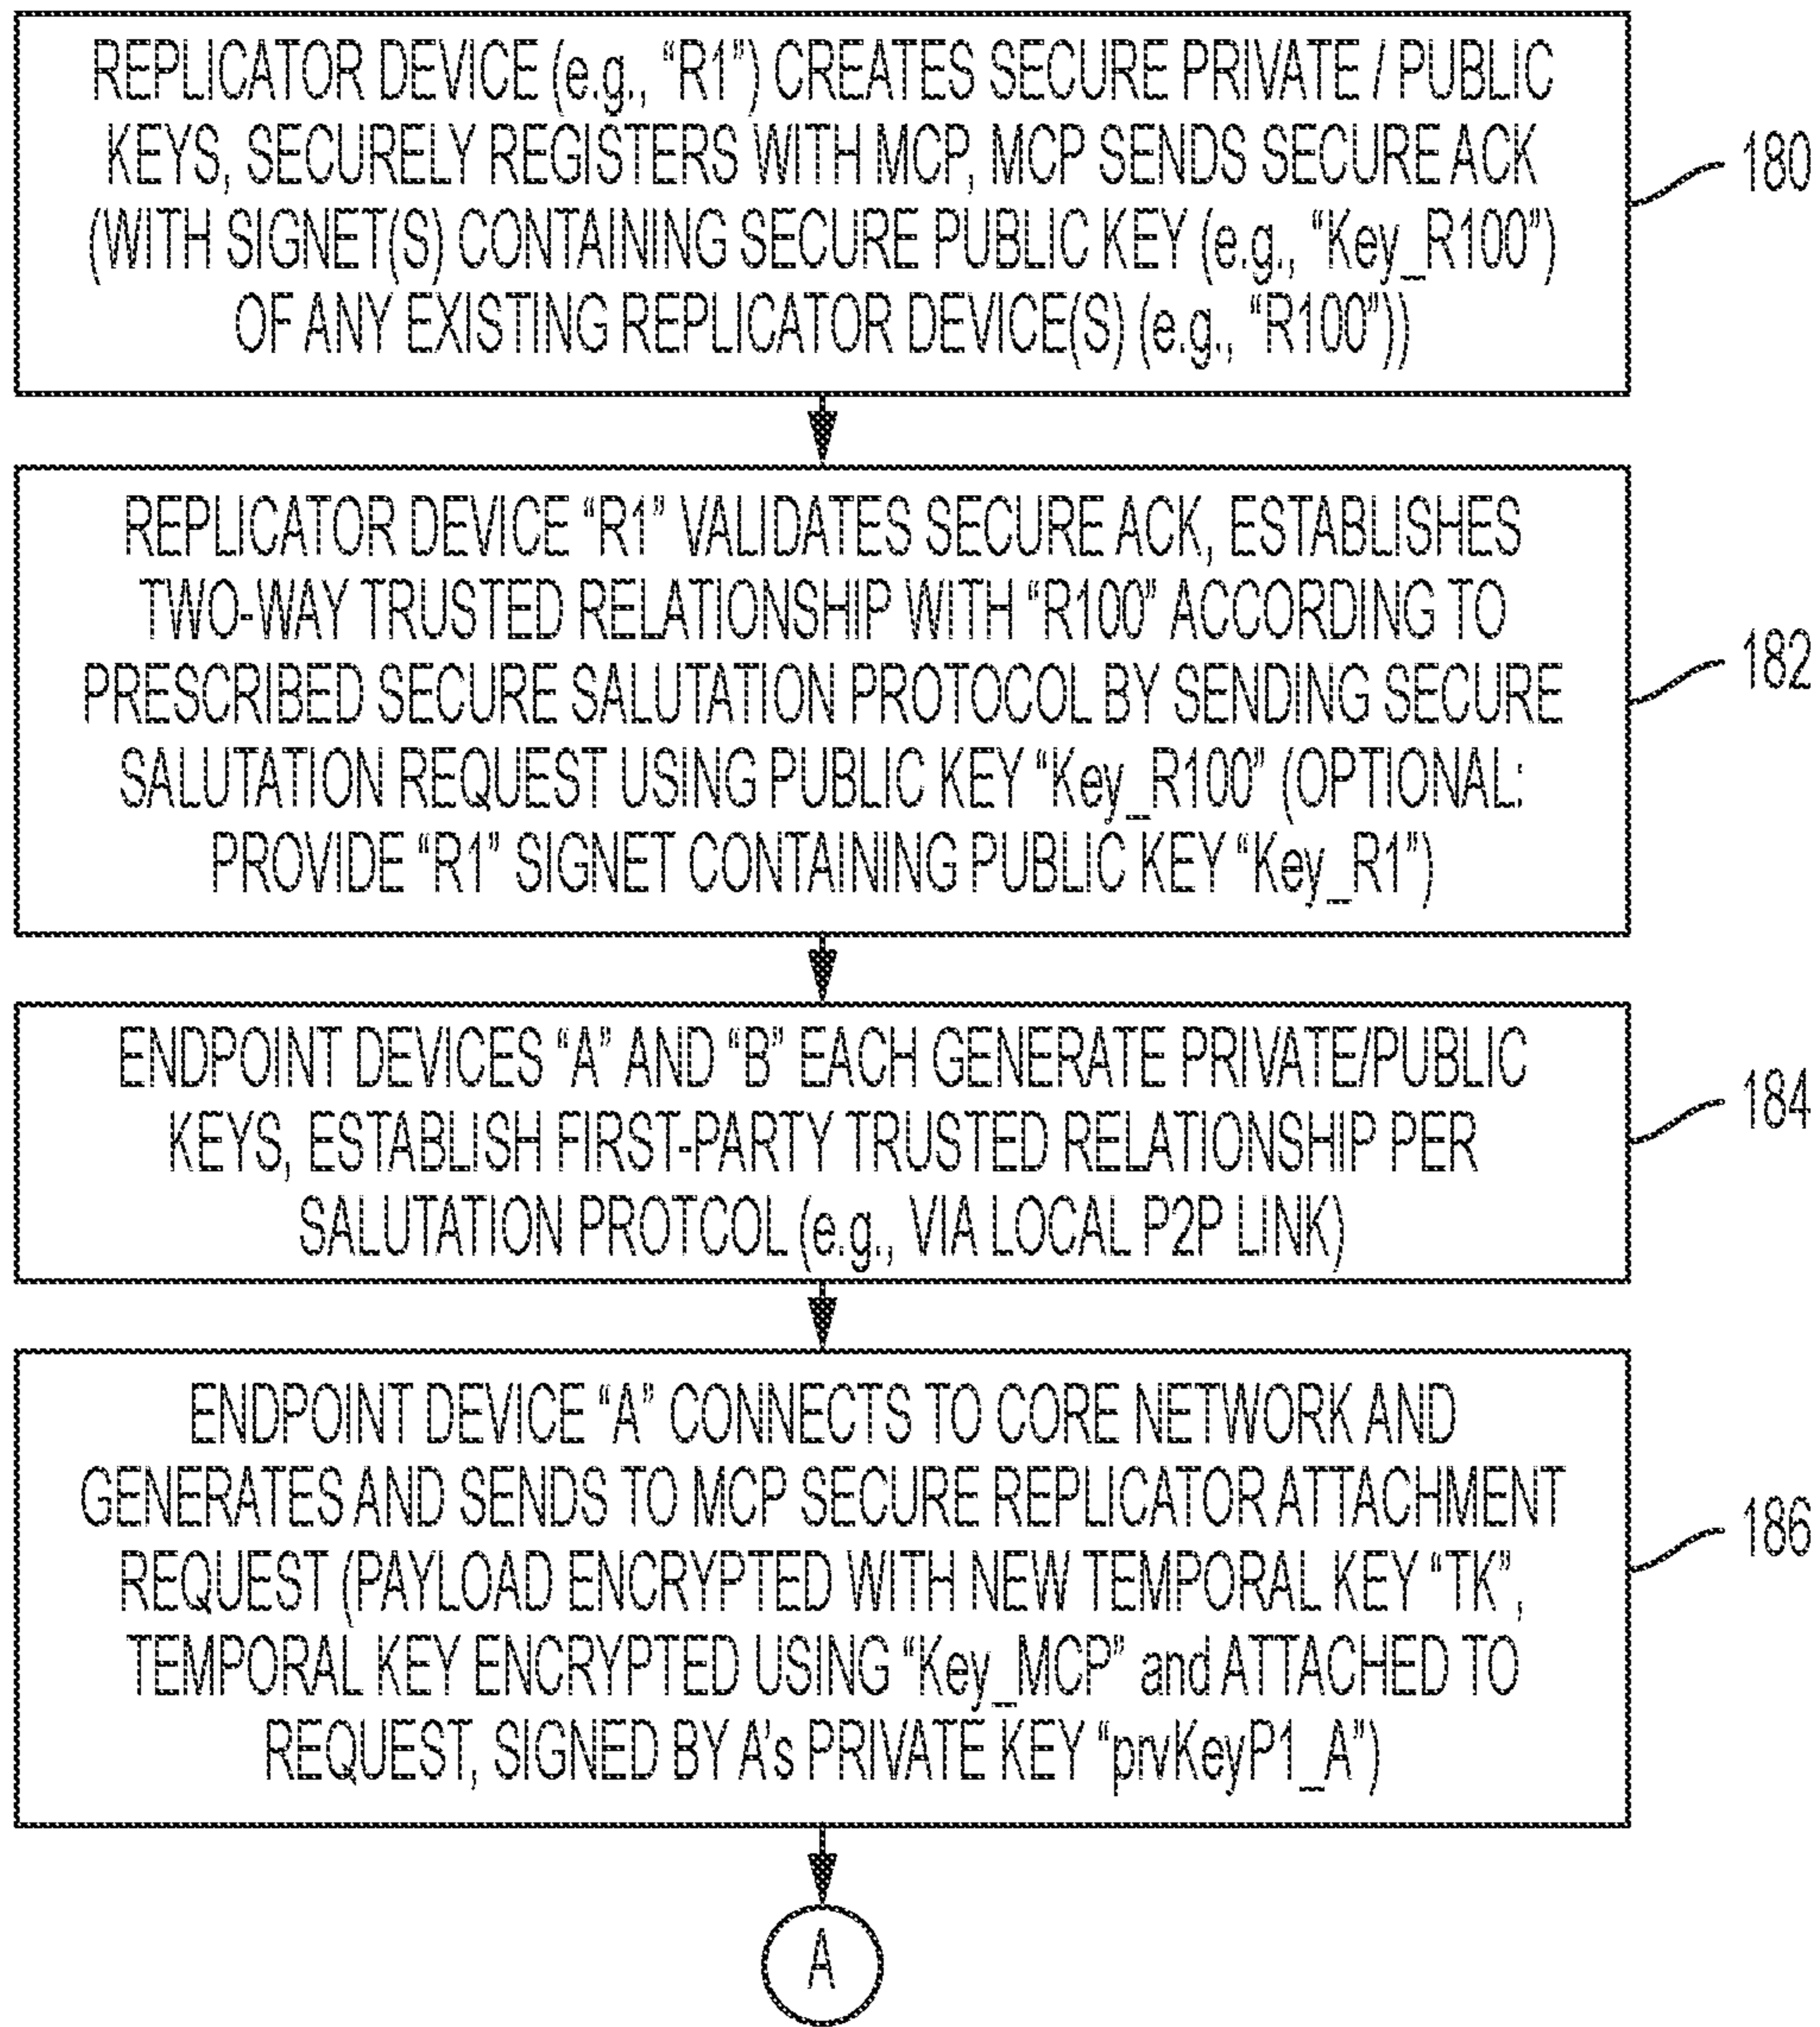 REPLICATOR DEVICE (e.g., “R1”) CREATES SECURE PRIVATE / PUBLIC
KEYS, SECURELY REGISTERS WITH MCP, MCP SENDS SECURE ACK
(WITH SIGNET(S) CONTAINING SECURE PUBLIC KEY (e.g., “Key_R100”)
OF ANY EXISTING REPLICATOR DEVICE(S) (e.g., “R100”))
180
REPLICATOR DEVICE “R1” VALIDATES SECURE ACK, ESTABLISHES
TWO-WAY TRUSTED RELATIONSHIP WITH “R100” ACCORDING TO
PRESCRIBED SECURE SALUTATION PROTOCOL BY SENDING SECURE
SALUTATION REQUEST USING PUBLIC KEY “Key_R100” (OPTIONAL:
PROVIDE “R1” SIGNET CONTAINING PUBLIC KEY “Key_R1”)
182
ENDPOINT DEVICES “A” AND “B” EACH GENERATE PRIVATE/PUBLIC
KEYS, ESTABLISH FIRST-PARTY TRUSTED RELATIONSHIP PER
SALUTATION PROTCOL (e.g., VIA LOCAL P2P LINK)
184
ENDPOINT DEVICE “A” CONNECTS TO CORE NETWORK AND
GENERATES AND SENDS TO MCP SECURE REPLICATOR ATTACHMENT
REQUEST (PAYLOAD ENCRYPTED WITH NEW TEMPORAL KEY “TK”,
TEMPORAL KEY ENCRYPTED USING “Key_MCP” and ATTACHED TO
REQUEST, SIGNED BY A’s PRIVATE KEY “prvKeyP1_A”)
186
A